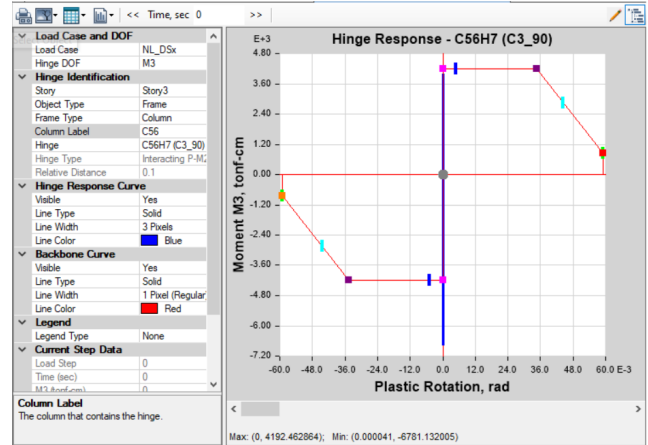 << Time, sec 0 >>
Load Case and DOF
Load Case NL_DSx
Hinge DOF M3
Hinge Identification
Story Story3
Object Type Frame
Frame Type Column
Column Label C56
Hinge C56H7 (C3_90)
Hinge Type Interacting P-M2
Relative Distance 0.1
Hinge Response Curve
Visible Yes
Line Type Solid
Line Width 3 Pixels
Line Color Blue
Backbone Curve
Visible Yes
Line Type Solid
Line Width 1 Pixel (Regular
Line Color Red
Legend
Legend Type None
Current Step Data
Load Step 0
Time (sec) 0
M3 (tonf-cm) 0
Column Label
The column that contains the hinge.
Hinge Response - C56H7 (C3_90)
E+3
4.80
3.60
2.40
1.20
0.00
-1.20
-2.40
-3.60
-4.80
-6.00
-7.20
Moment M3, tonf-cm
-60.0 -48.0 -36.0 -24.0 -12.0 0.0 12.0 24.0 36.0 48.0 60.0 E-3
Plastic Rotation, rad
< >
Max: (0, 4192.462864); Min: (0.000041, -6781.132005)